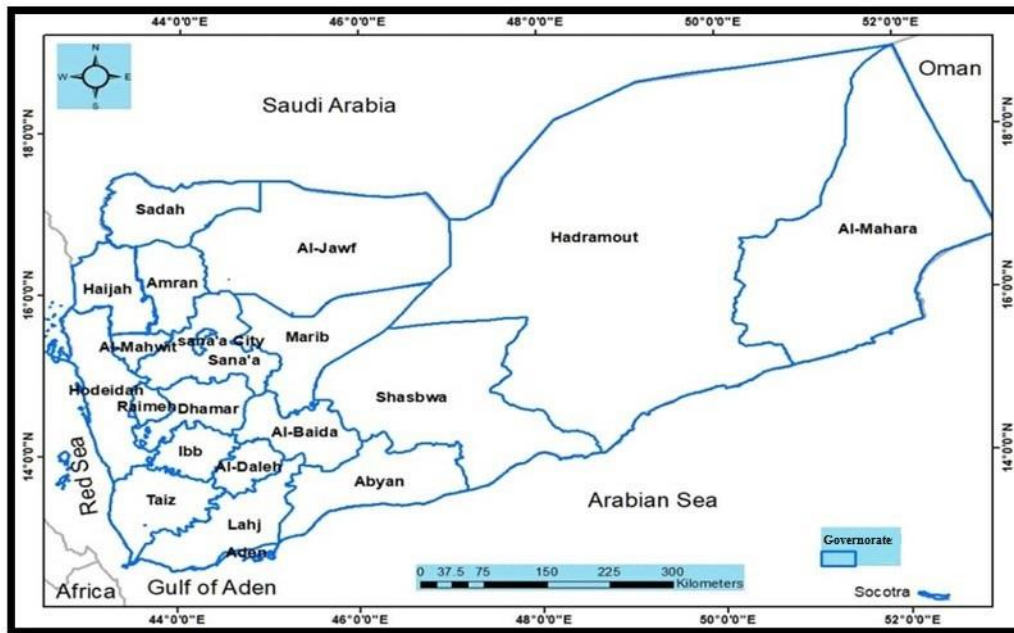 44°0'0"E 46°0'0"E 48°0'0"E 50°0'0"E 52°0'0"E
N
W E
S
Oman
Saudi Arabia
18°0'0"N
18°0'0"N
Sadah
Al-Jawf
Hadramout
Al-Mahara
Haijah
Amran
16°0'0"N
16°0'0"N
Marib
Al-Mahwit
sana'a City
Sana'a
Hodeidah
Raimeh
Dhamar
Shasbwa
Al-Baida
Ibb
Al-Daleh
14°0'0"N
14°0'0"N
Red Sea
Abyan
Taiz
Arabian Sea
Lahj
Aden
Governorate
Africa
Gulf of Aden
0 37.5 75 150 225 300
Kilometers
Socotra
44°0'0"E 46°0'0"E 48°0'0"E 50°0'0"E 52°0'0"E